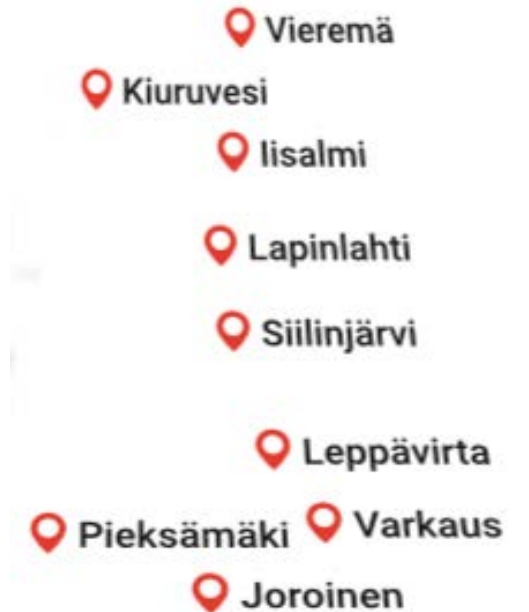 Vieremä
Kiuruvesi
Iisalmi
Lapinlahti
Siilinjärvi
Leppävirta
Pieksämäki Varkaus
Joroinen